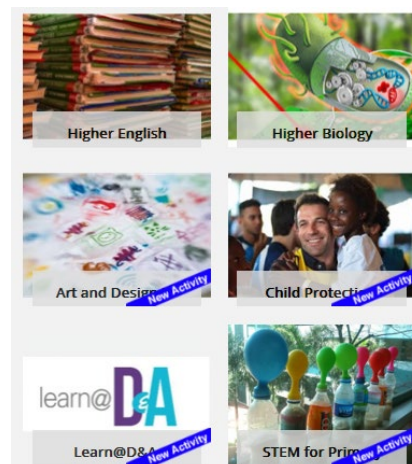 Higher English
Higher Biology
Art and Design
New Activity
Child Protection
New Activity
learn@D&A
Learn@D&A
New Activity
STEM for Prim
New Activity